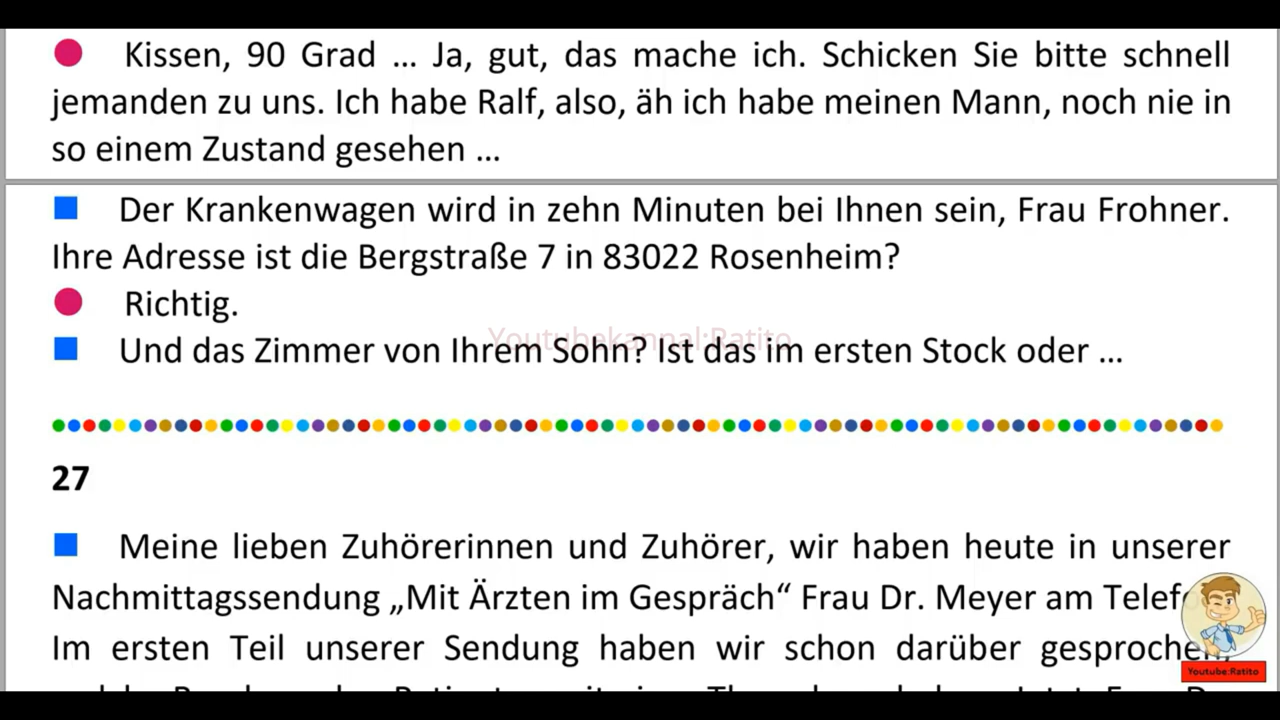 Kissen, 90 Grad … Ja, gut, das mache ich. Schicken Sie bitte schnell
jemanden zu uns. Ich habe Ralf, also, äh ich habe meinen Mann, noch nie in
so einem Zustand gesehen …
Der Krankenwagen wird in zehn Minuten bei Ihnen sein, Frau Frohner.
Ihre Adresse ist die Bergstraße 7 in 83022 Rosenheim?
Richtig.
Youtubekannal:Ratito
Und das Zimmer von Ihrem Sohn? Ist das im ersten Stock oder …
27
Meine lieben Zuhörerinnen und Zuhörer, wir haben heute in unserer
Nachmittagssendung „Mit Ärzten im Gespräch“ Frau Dr. Meyer am
Im ersten Teil unserer Sendung haben wir schon darüber gesprochen,
Youtube:Ratito